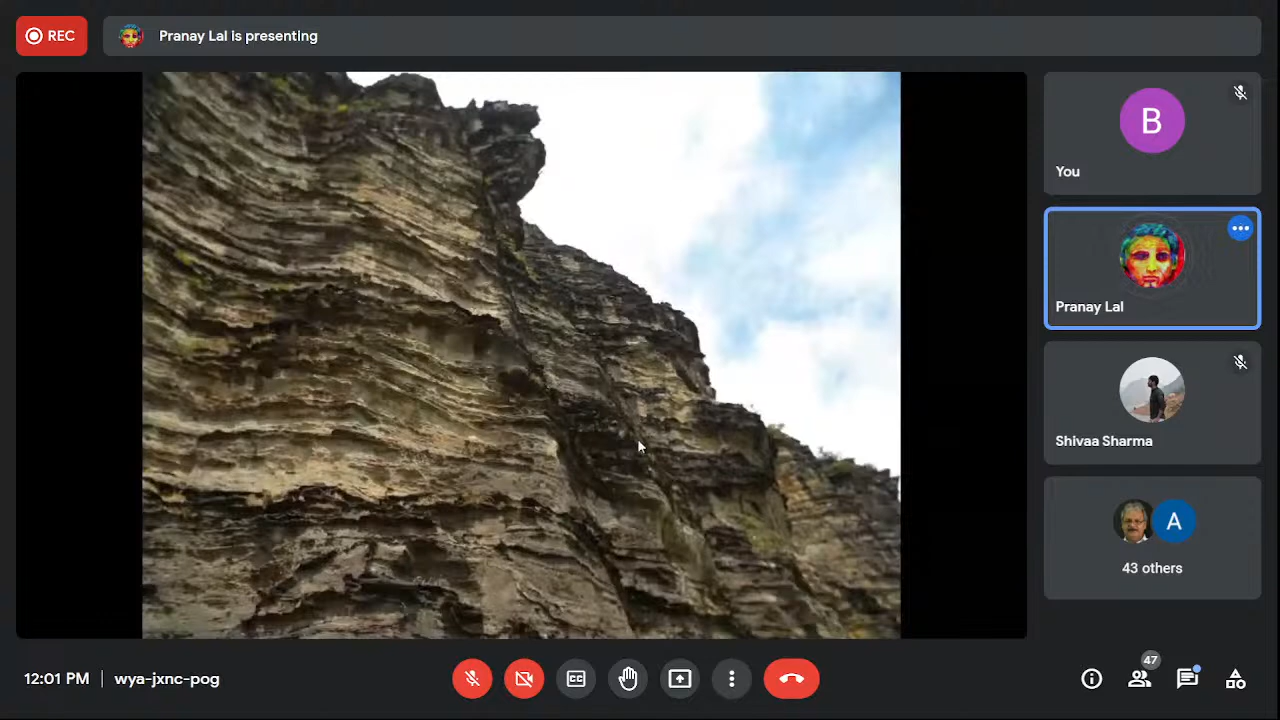 REC
Pranay Lal is presenting
B
You
Pranay Lal
Shivaa Sharma
A
43 others
12:01 PM | wya-jxnc-pog
CC
47